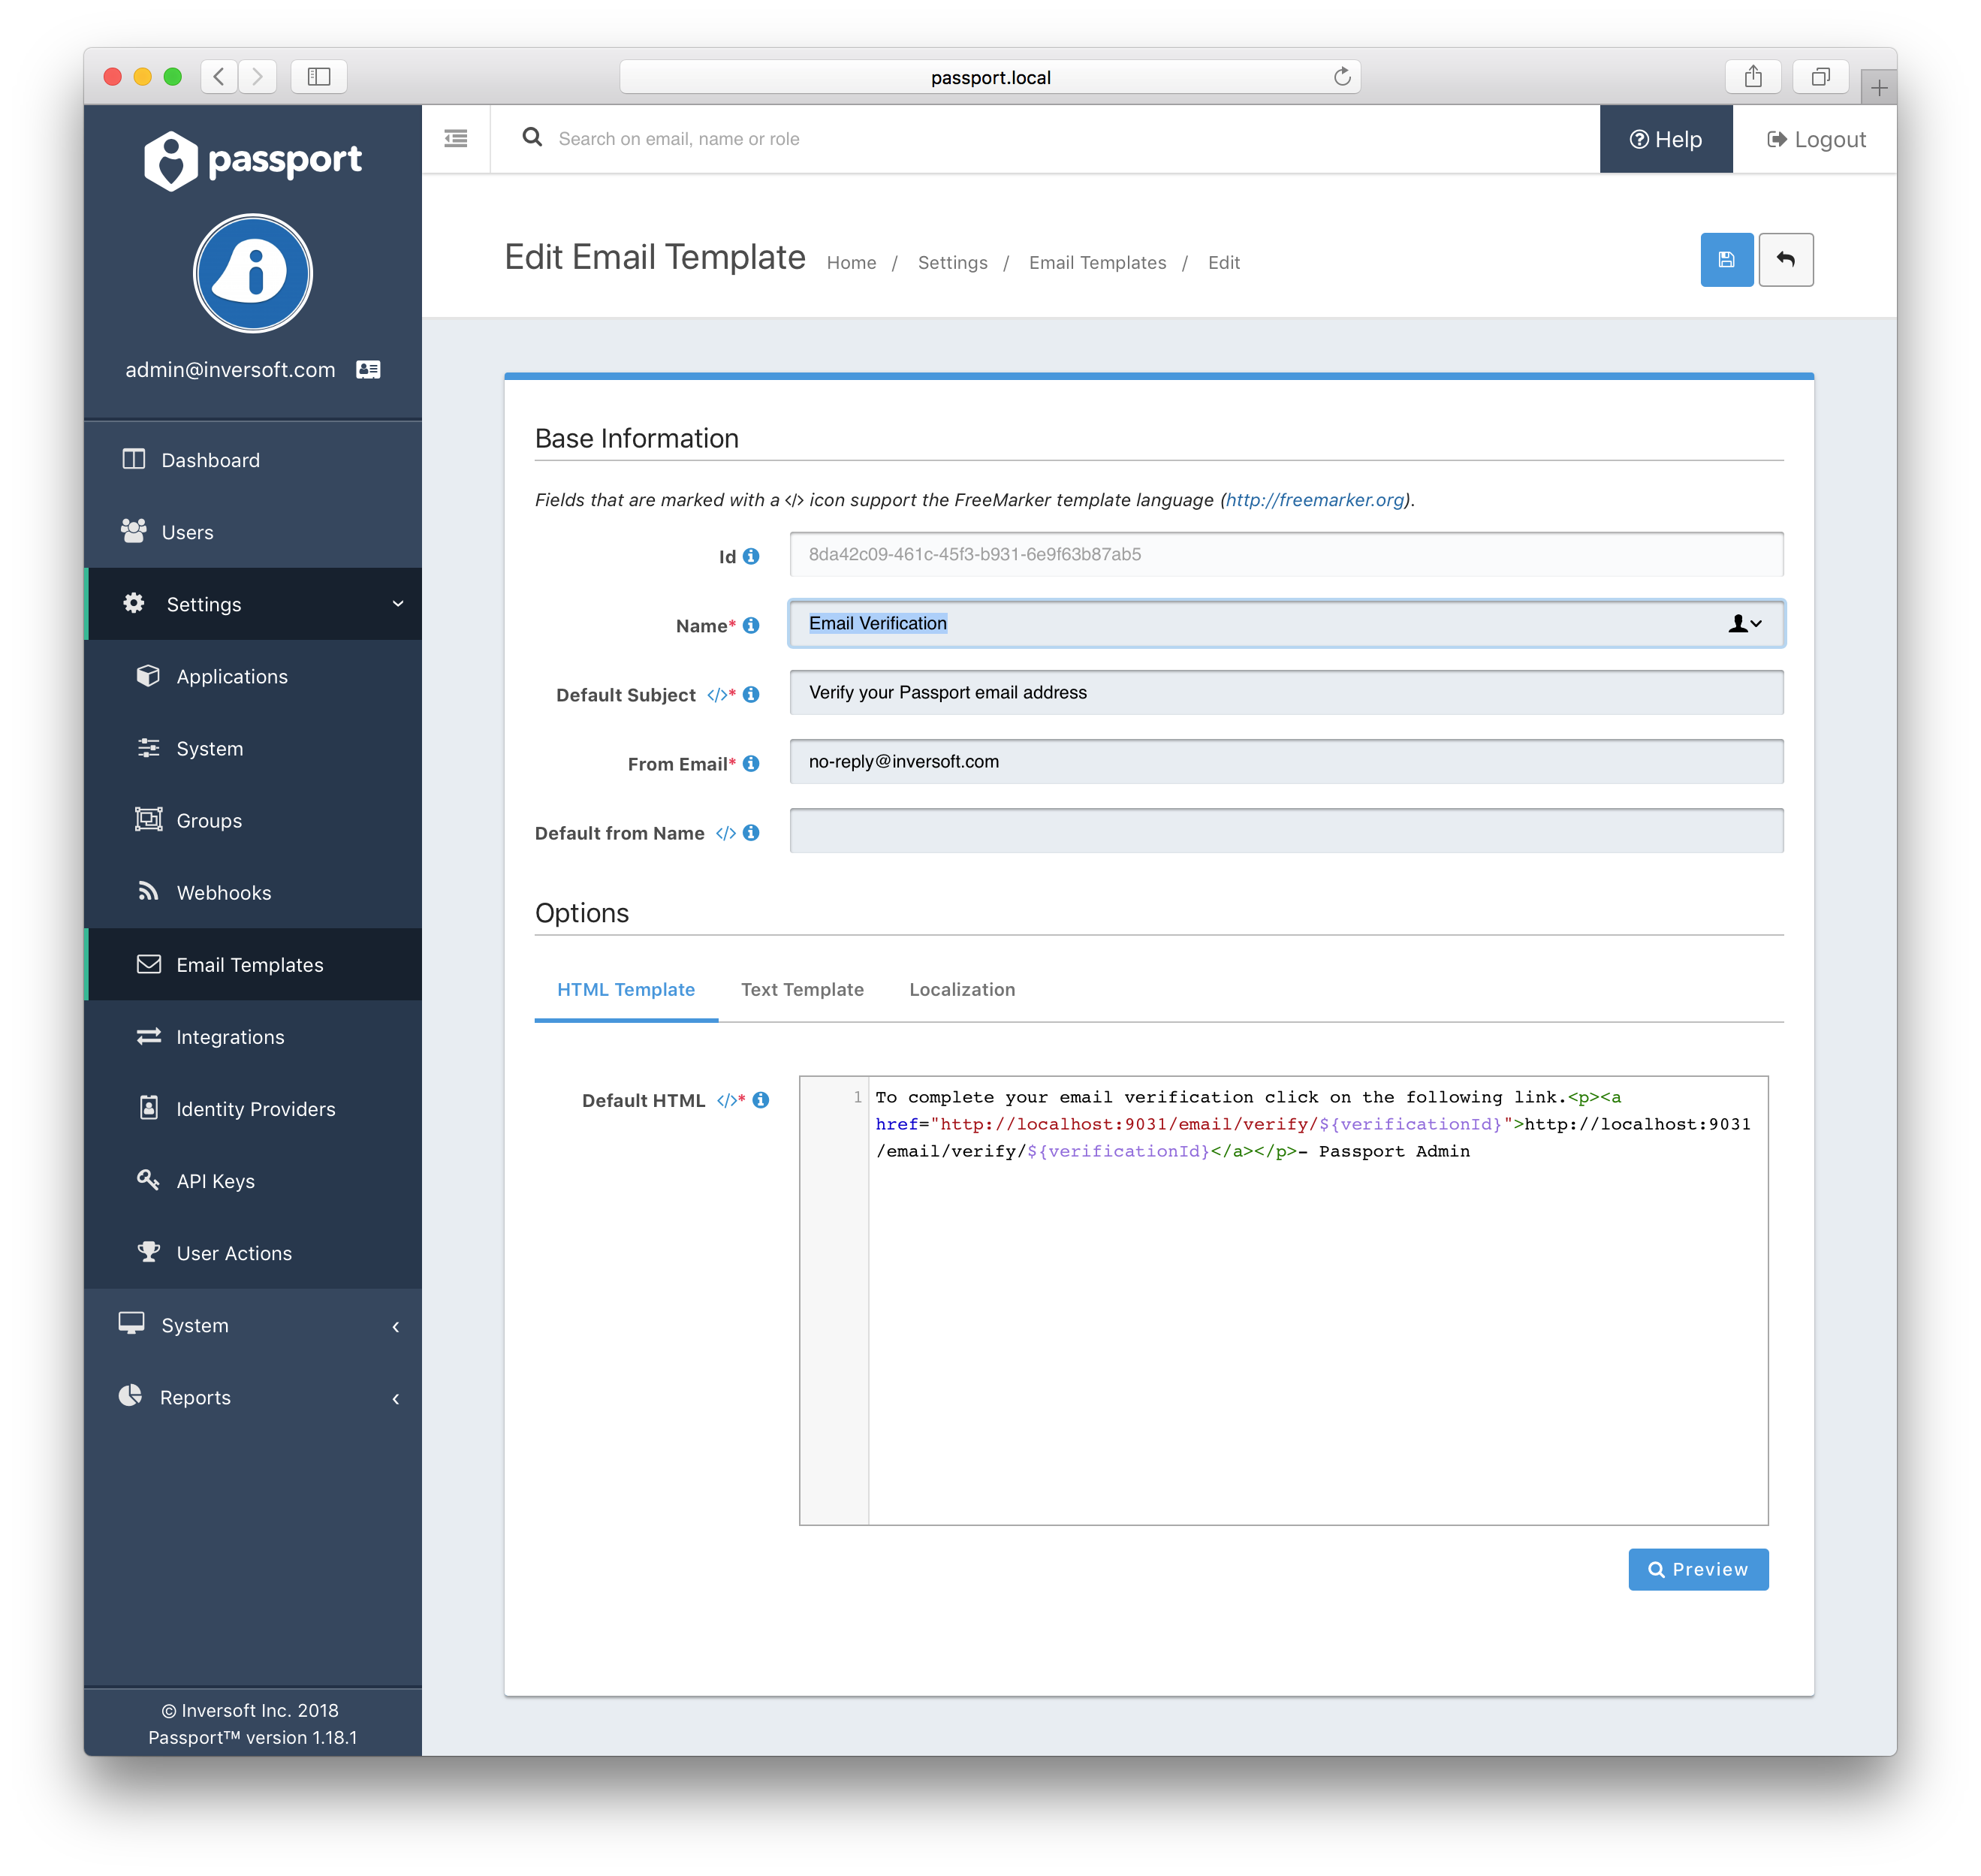 passport.local
passport
Search on email, name or role
Help
Logout
admin@inversoft.com
Edit Email Template
Home / Settings / Email Templates / Edit
Dashboard
Users
Settings
Applications
System
Groups
Webhooks
Email Templates
Integrations
Identity Providers
API Keys
User Actions
System
Reports
© Inversoft Inc. 2018
Passport™ version 1.18.1
Base Information
Fields that are marked with a </> icon support the FreeMarker template language (http://freemarker.org).
Id 8da42c09-461c-45f3-b931-6e9f63b87ab5
Name* Email Verification
Default Subject </>* Verify your Passport email address
From Email* no-reply@inversoft.com
Default from Name </>
Options
HTML Template Text Template Localization
Default HTML </>*
1 To complete your email verification click on the following link.<p><a
href="http://localhost:9031/email/verify/${verificationId}">http://localhost:9031
/email/verify/${verificationId}</a></p>- Passport Admin
Preview